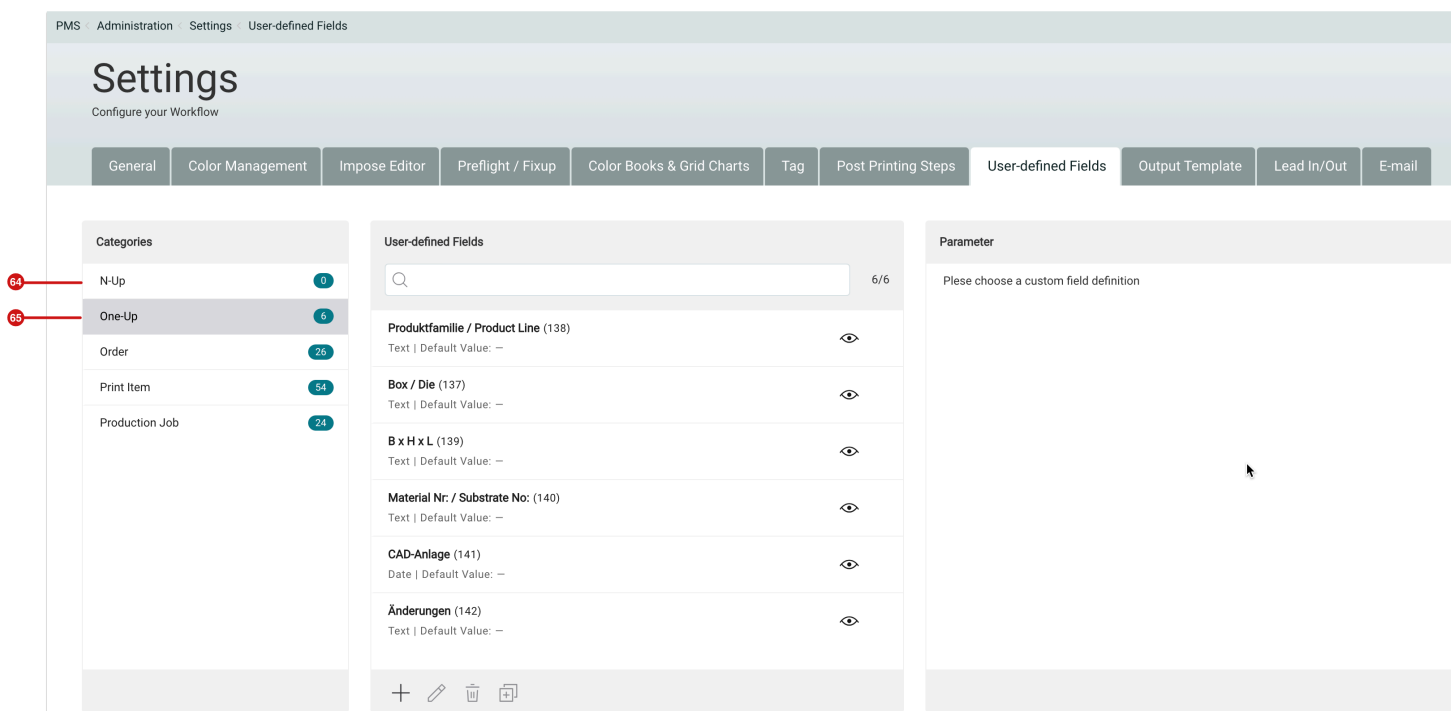 PMS < Administration < Settings < User-defined Fields
Settings
Configure your Workflow
General Color Management Impose Editor Preflight / Fixup Color Books & Grid Charts Tag Post Printing Steps User-defined Fields Output Template Lead In/Out E-mail
Categories
64 N-Up 0
65 One-Up 6
Order 26
Print Item 54
Production Job 24
User-defined Fields
6/6
Produktfamilie / Product Line (138)
Text | Default Value: —
Box / Die (137)
Text | Default Value: —
B x H x L (139)
Text | Default Value: —
Material Nr: / Substrate No: (140)
Text | Default Value: —
CAD-Anlage (141)
Date | Default Value: —
Änderungen (142)
Text | Default Value: —
Parameter
Plese choose a custom field definition